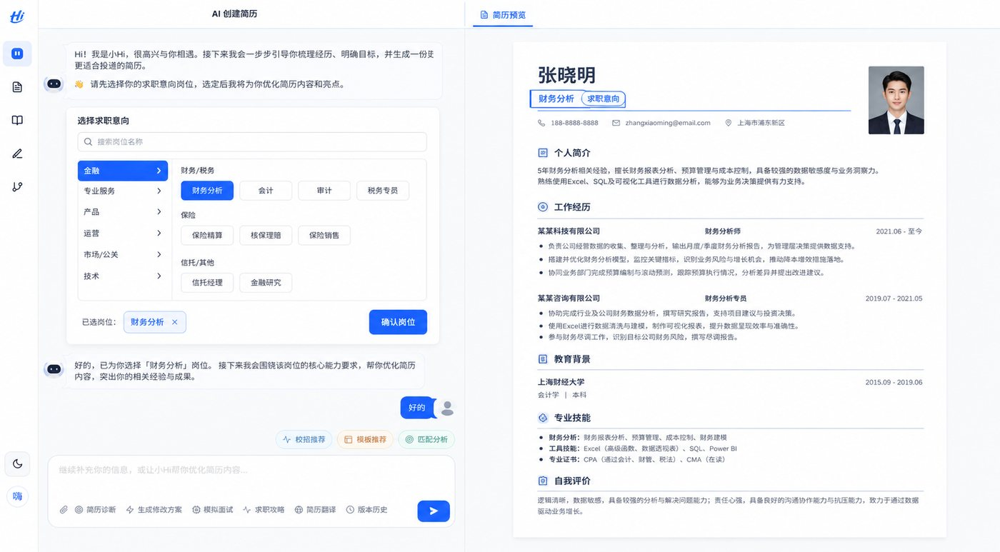 Hi
AI 创建简历
简历预览
Hi！我是小Hi，很高兴与你相遇。接下来我会一步步引导你梳理经历、明确目标，并生成一份更
更适合投递的简历。
👋 请先选择你的求职意向岗位，选定后我将为你优化简历内容和亮点。
选择求职意向
搜索岗位名称
金融
专业服务
产品
运营
市场/公关
技术
财务/税务
财务分析
会计
审计
税务专员
保险
保险精算
核保理赔
保险销售
信托/其他
信托经理
金融研究
已选岗位：
财务分析 ×
确认岗位
好的，已为你选择「财务分析」岗位。 接下来我会围绕该岗位的核心能力要求，帮你优化简历
内容，突出你的相关经验与成果。
好的
校招推荐
模板推荐
匹配分析
继续补充你的信息，或让小Hi帮你优化简历内容...
简历诊断
生成修改方案
模拟面试
求职攻略
简历翻译
版本历史
嗨
张晓明
财务分析 求职意向
188-8888-8888 zhangxiaoming@email.com 上海市浦东新区
个人简介
5年财务分析相关经验，擅长财务报表分析、预算管理与成本控制，具备较强的数据敏感度与业务洞察力。
熟练使用Excel、SQL及可视化工具进行数据分析，能够为业务决策提供有力支持。
工作经历
某某科技有限公司 财务分析师 2021.06 - 至今
• 负责公司经营数据的收集、整理与分析，输出月度/季度财务分析报告，为管理层决策提供数据支持。
• 搭建并优化财务分析模型，监控关键指标，识别业务风险与增长机会，推动降本增效措施落地。
• 协同业务部门完成预算编制与滚动预测，跟踪预算执行情况，分析差异并提出改进建议。
某某咨询有限公司 财务分析专员 2019.07 - 2021.05
• 协助完成行业及公司财务数据分析，撰写研究报告，支持项目建议与投资决策。
• 使用Excel进行数据清洗与建模，制作可视化报表，提升数据呈现效率与准确性。
• 参与财务尽调工作，识别目标公司财务风险，撰写尽调报告。
教育背景
上海财经大学 2015.09 - 2019.06
会计学 | 本科
专业技能
• 财务分析：财务报表分析、预算管理、成本控制、财务建模
• 工具技能：Excel（高级函数、数据透视表）、SQL、Power BI
• 专业证书：CPA（通过会计、财管、税法）、CMA（在读）
自我评价
逻辑清晰，数据敏感，具备较强的分析与解决问题能力；责任心强，具备良好的沟通协作能力与抗压能力，致力于通过数据
驱动业务增长。